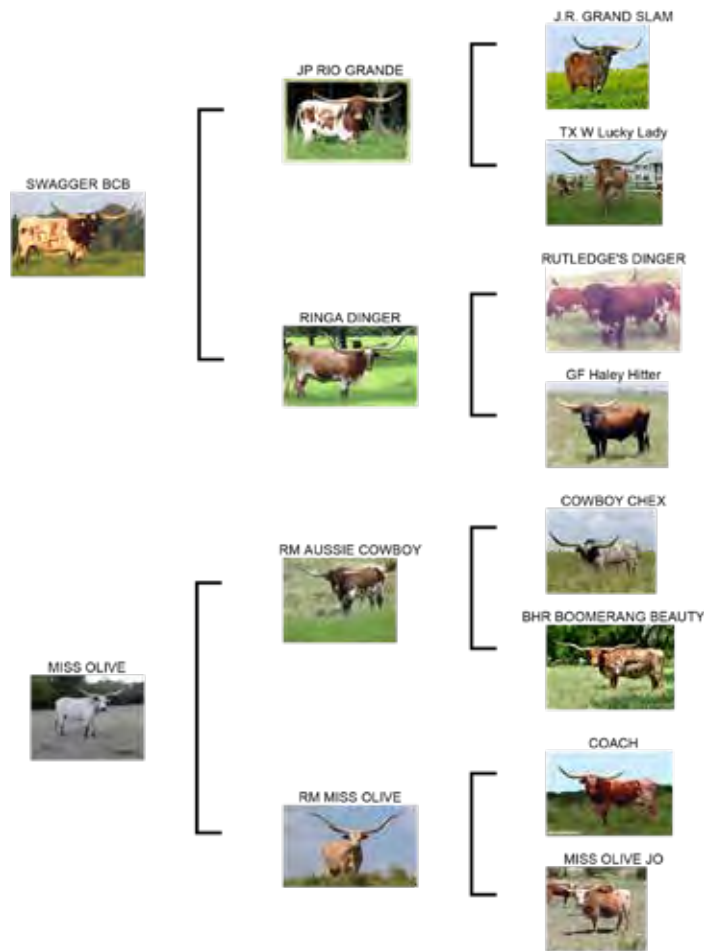 J.R. GRAND SLAM
JP RIO GRANDE
TX W Lucky Lady
SWAGGER BCB
RUTLEDGE'S DINGER
RINGA DINGER
GF Haley Hitter
COWBOY CHEX
RM AUSSIE COWBOY
BHR BOOMERANG BEAUTY
MISS OLIVE
COACH
RM MISS OLIVE
MISS OLIVE JO